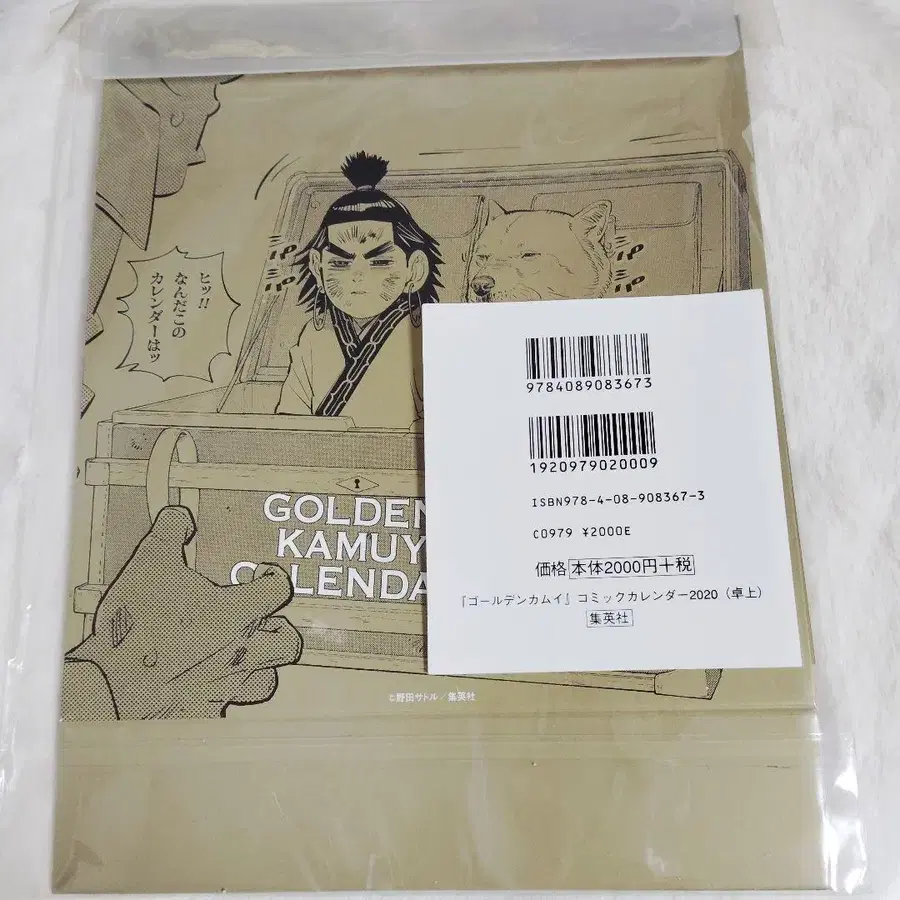 ヒッ!!
なんだこの
カレンダーはッ
GOLDEN
KAMUY
CALENDA
9784089083673
1920979020009
ISBN978-4-08-908367-3
C0979 ¥2000E
価格 本体2000円+税
『ゴールデンカムイ』コミックカレンダー2020（卓上）
集英社
©野田サトル／集英社